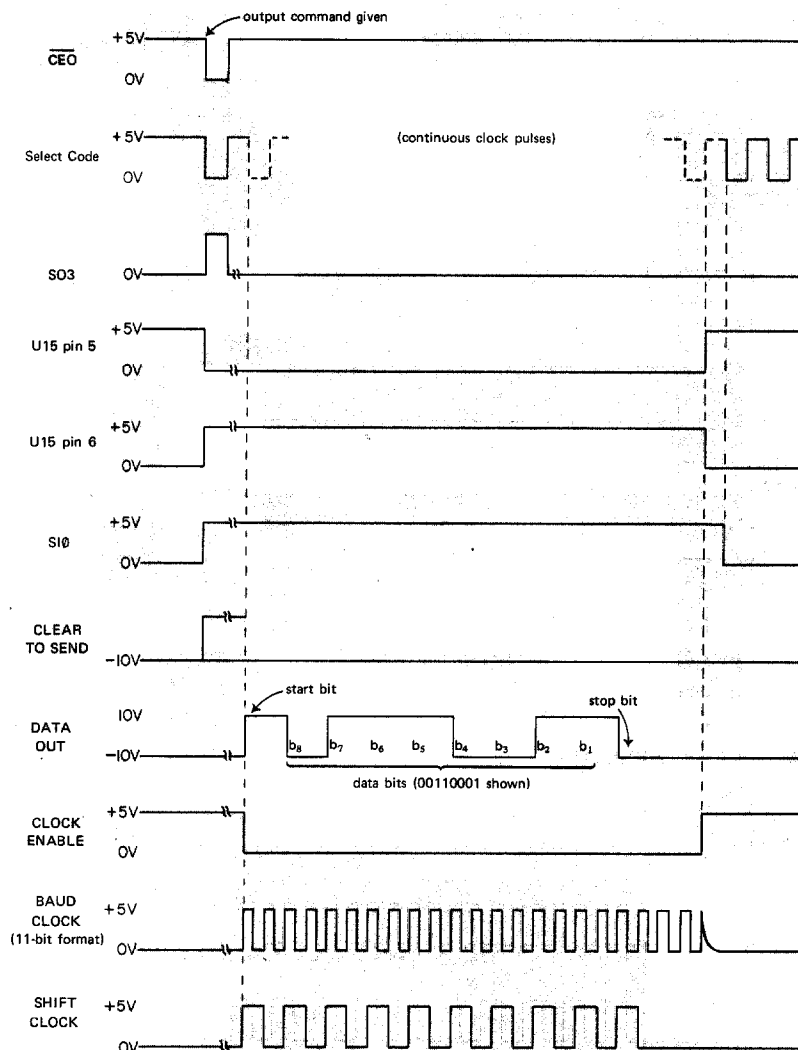 output command given
+5V
CEO
0V
+5V
(continuous clock pulses)
Select Code
0V
SO3
0V
+5V
U15 pin 5
0V
+5V
U15 pin 6
0V
+5V
SIØ
0V
CLEAR
TO SEND
-10V
start bit
stop bit
10V
DATA
OUT
-10V
b8 b7 b6 b5 b4 b3 b2 b1
data bits (00110001 shown)
+5V
CLOCK
ENABLE
0V
BAUD
CLOCK
+5V
(11-bit format)
0V
SHIFT
CLOCK
+5V
0V